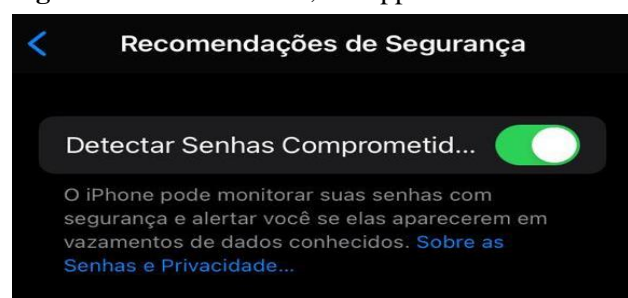 Recomendações de Segurança
Detectar Senhas Comprometid...
O iPhone pode monitorar suas senhas com
segurança e alertar você se elas aparecerem em
vazamentos de dados conhecidos. Sobre as
Senhas e Privacidade...